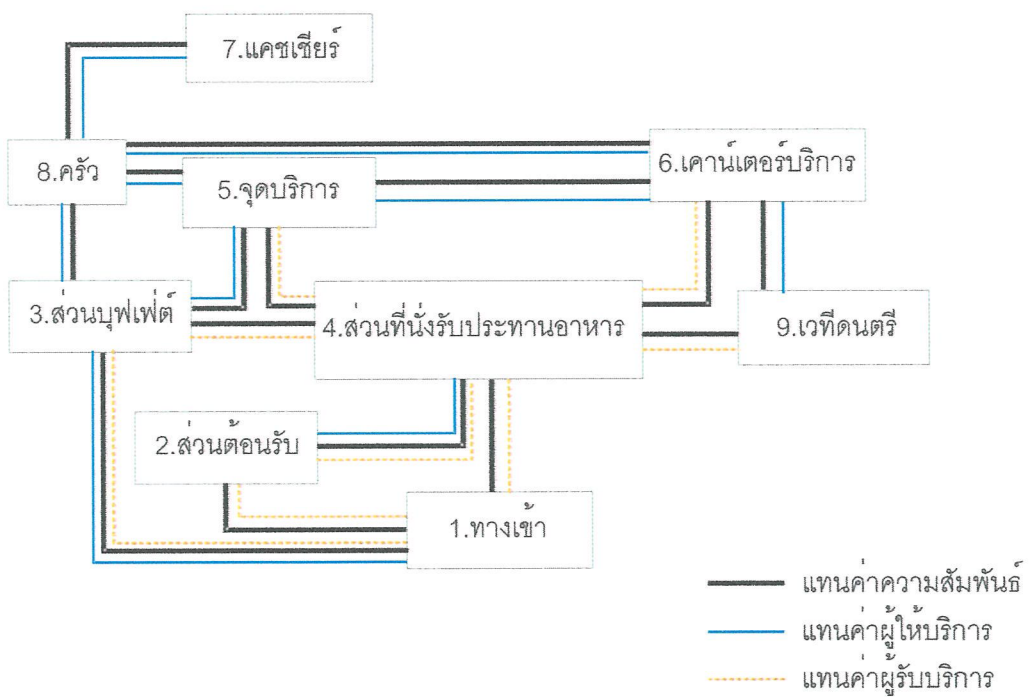 7.แคชเชียร์
8.ครัว
5.จุดบริการ
6.เคาน์เตอร์บริการ
3.ส่วนบุฟเฟ่ต์
4.ส่วนที่นั่งรับประทานอาหาร
9.เวทีดนตรี
2.ส่วนต้อนรับ
1.ทางเข้า
แทนค่าความสัมพันธ์
แทนค่าผู้ให้บริการ
แทนค่าผู้รับบริการ